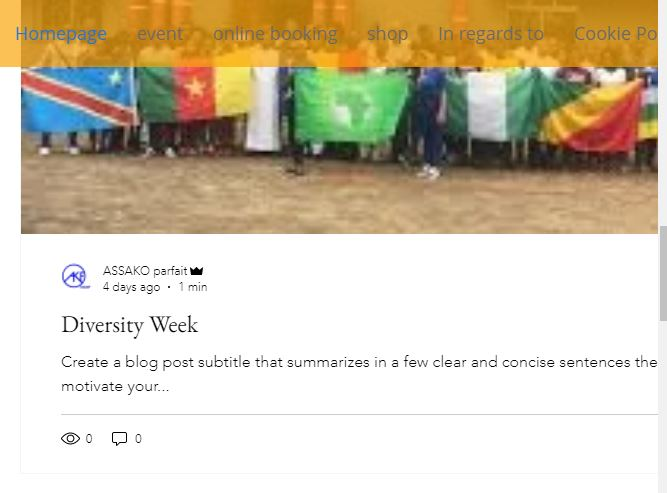 Homepage event online booking shop In regards to Cookie Po
ASSAKO parfait
4 days ago · 1 min
Diversity Week
Create a blog post subtitle that summarizes in a few clear and concise sentences the
motivate your...
0 0